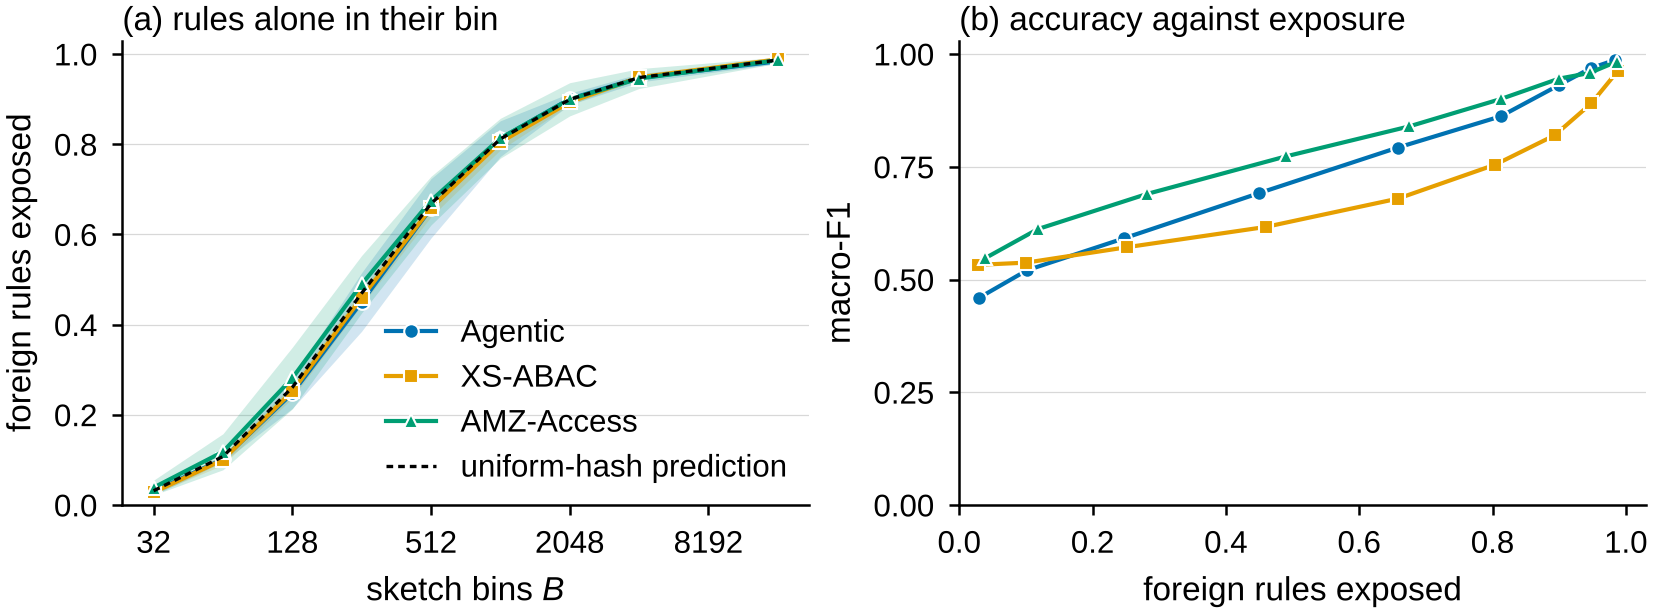 (a) rules alone in their bin
foreign rules exposed
1.0
0.8
0.6
0.4
0.2
0.0
32
128
512
2048
8192
sketch bins B
Agentic
XS-ABAC
AMZ-Access
uniform-hash prediction
(b) accuracy against exposure
macro-F1
1.00
0.75
0.50
0.25
0.00
0.0
0.2
0.4
0.6
0.8
1.0
foreign rules exposed